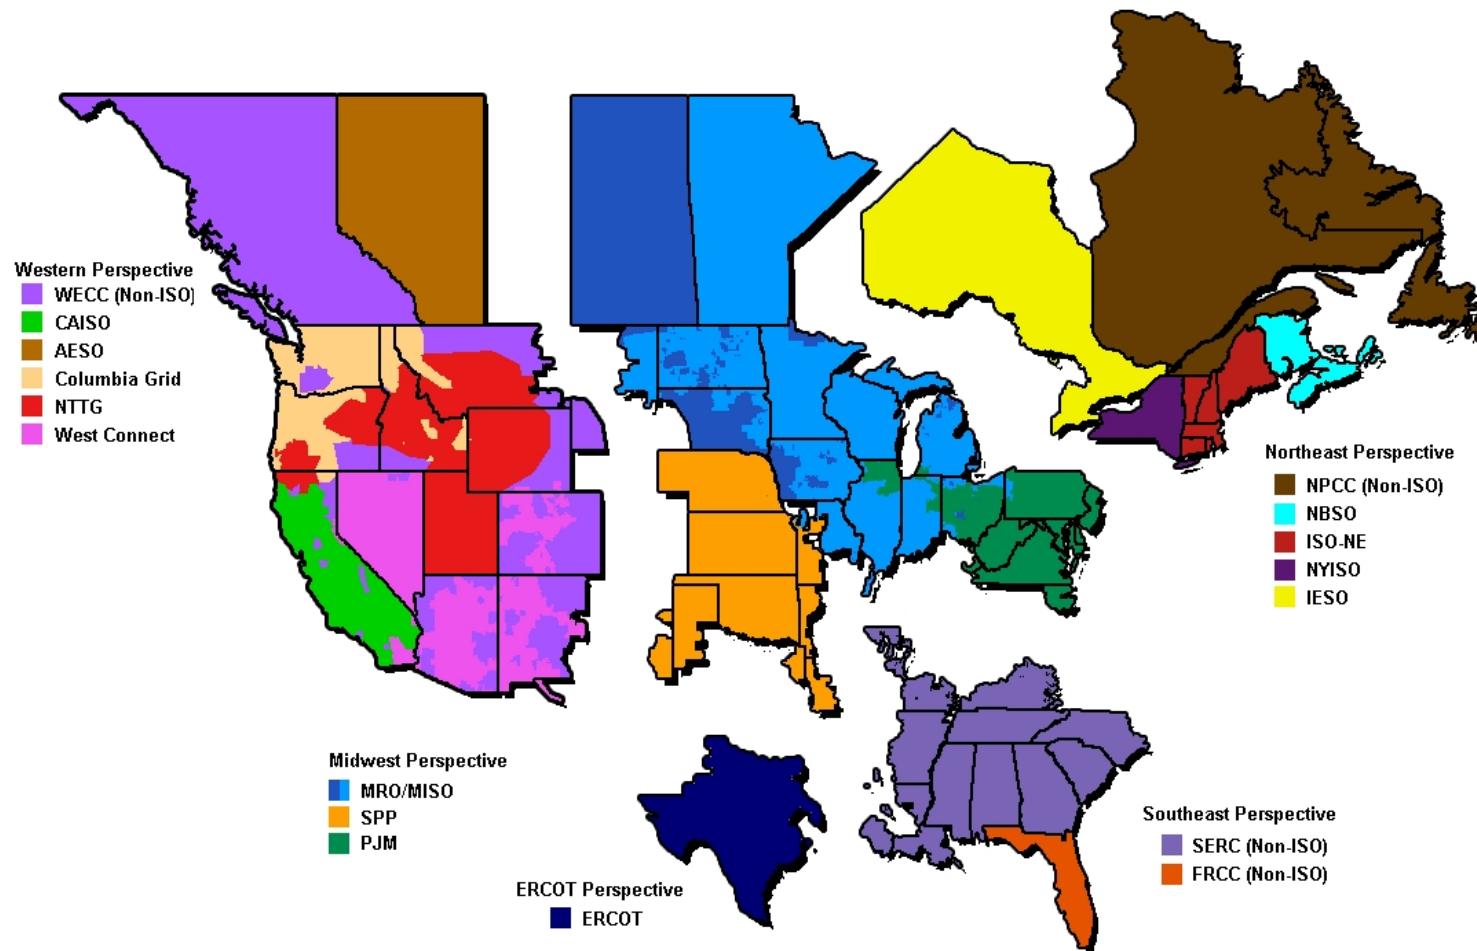 Western Perspective
WECC (Non-ISO)
CAISO
AESO
Columbia Grid
NTTG
West Connect
Northeast Perspective
NPCC (Non-ISO)
NBSO
ISO-NE
NYISO
IESO
Midwest Perspective
MRO/MISO
SPP
PJM
Southeast Perspective
SERC (Non-ISO)
FRCC (Non-ISO)
ERCOT Perspective
ERCOT